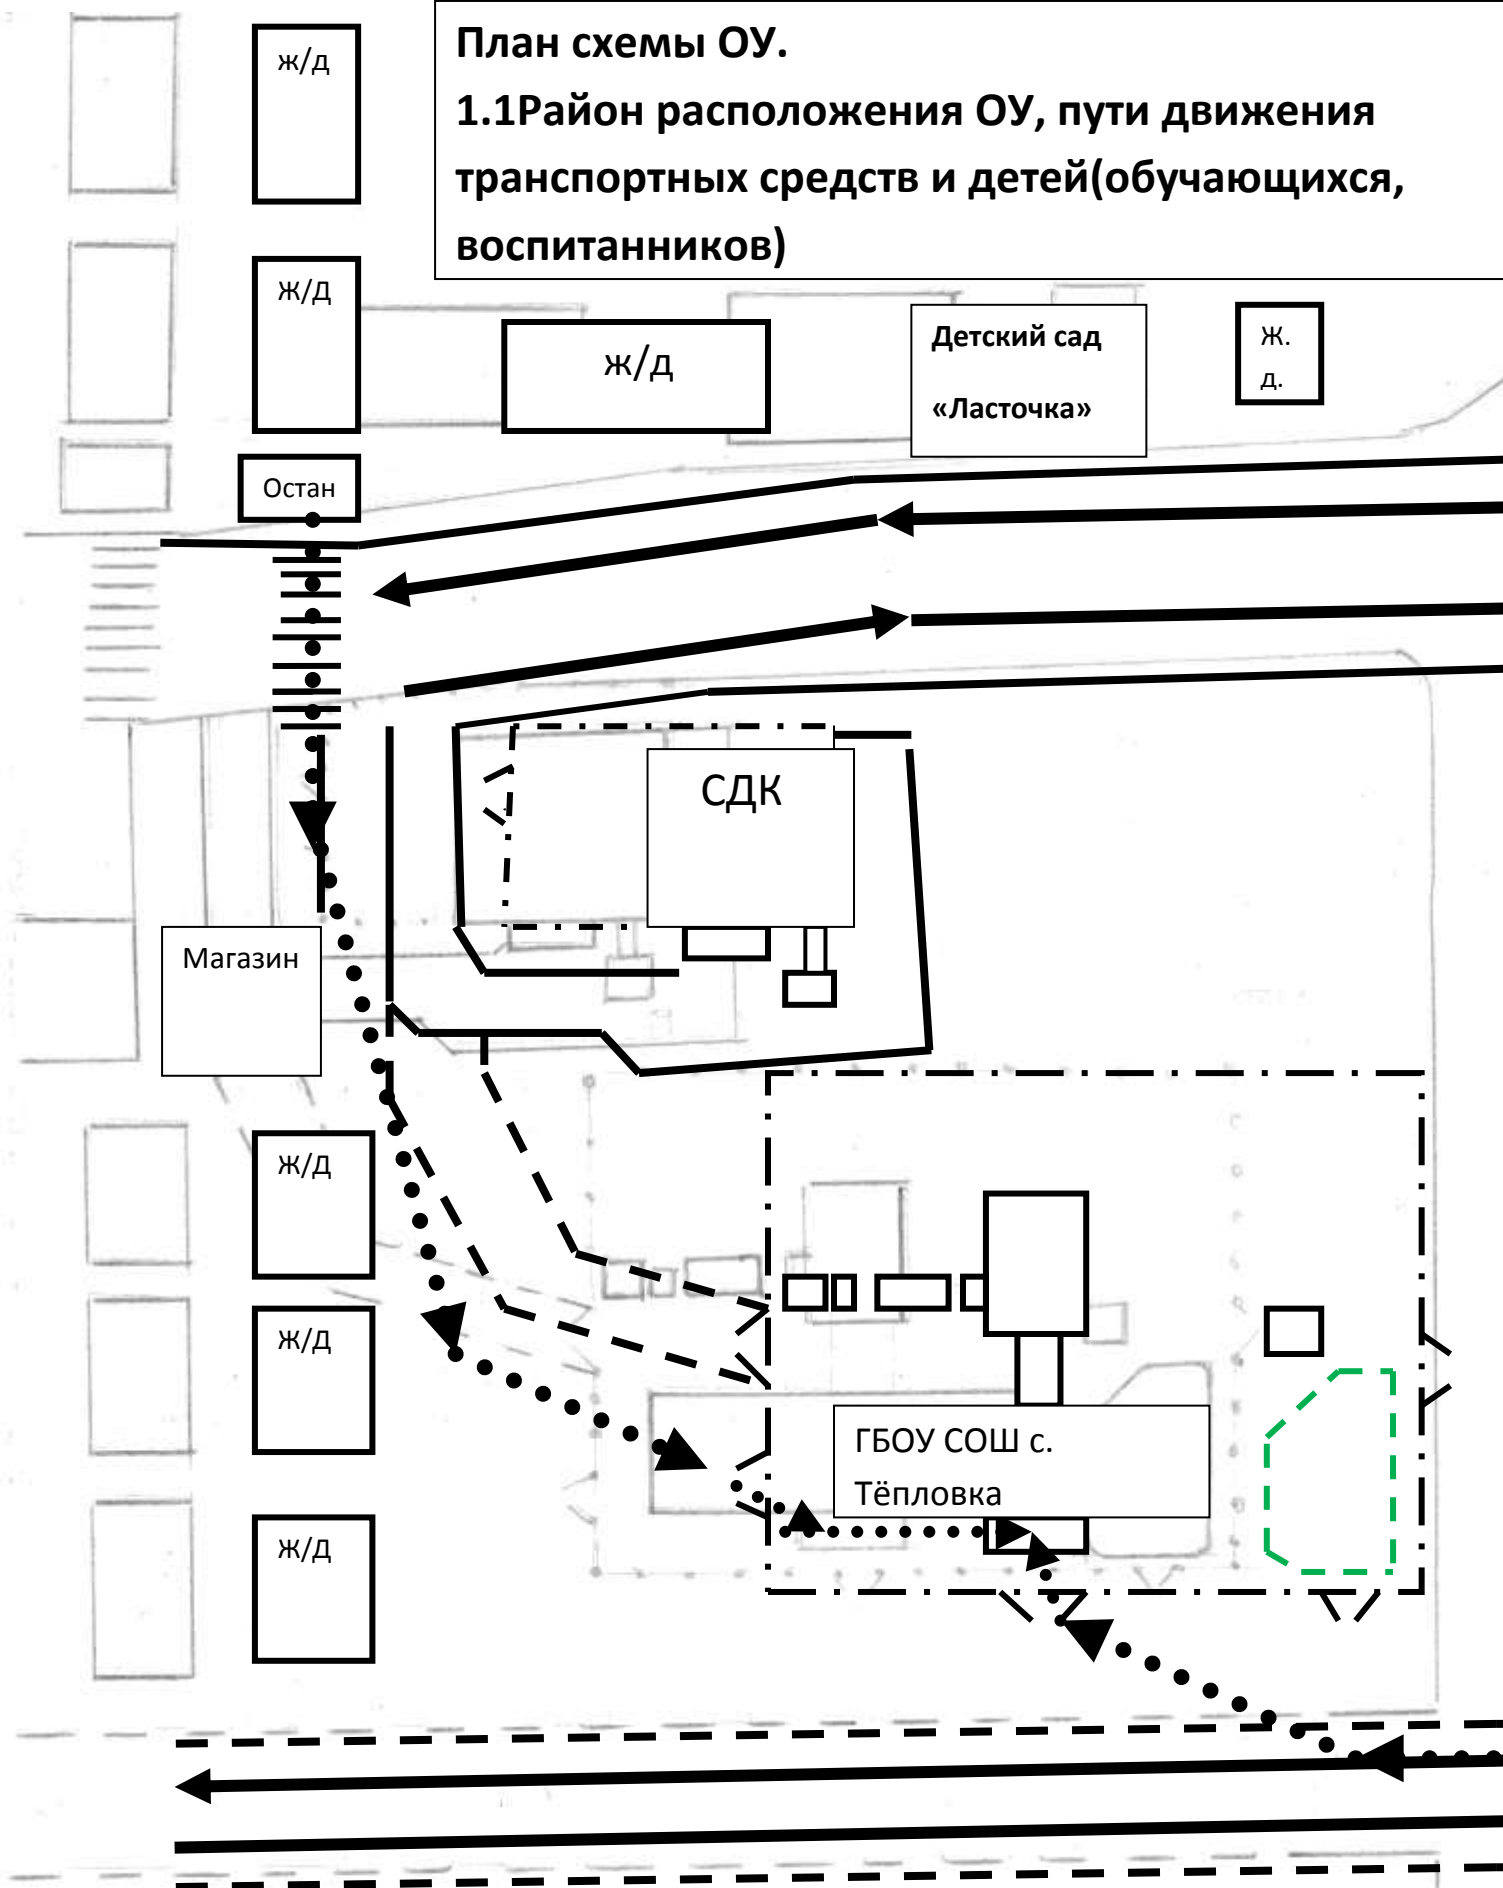 ж/д
План схемы ОУ.
1.1Район расположения ОУ, пути движения
транспортных средств и детей(обучающихся,
воспитанников)
Ж/Д
ж/д
Детский сад
«Ласточка»
Ж.
д.
Остан
СДК
Магазин
Ж/Д
Ж/Д
ГБОУ СОШ с.
Тёпловка
Ж/Д